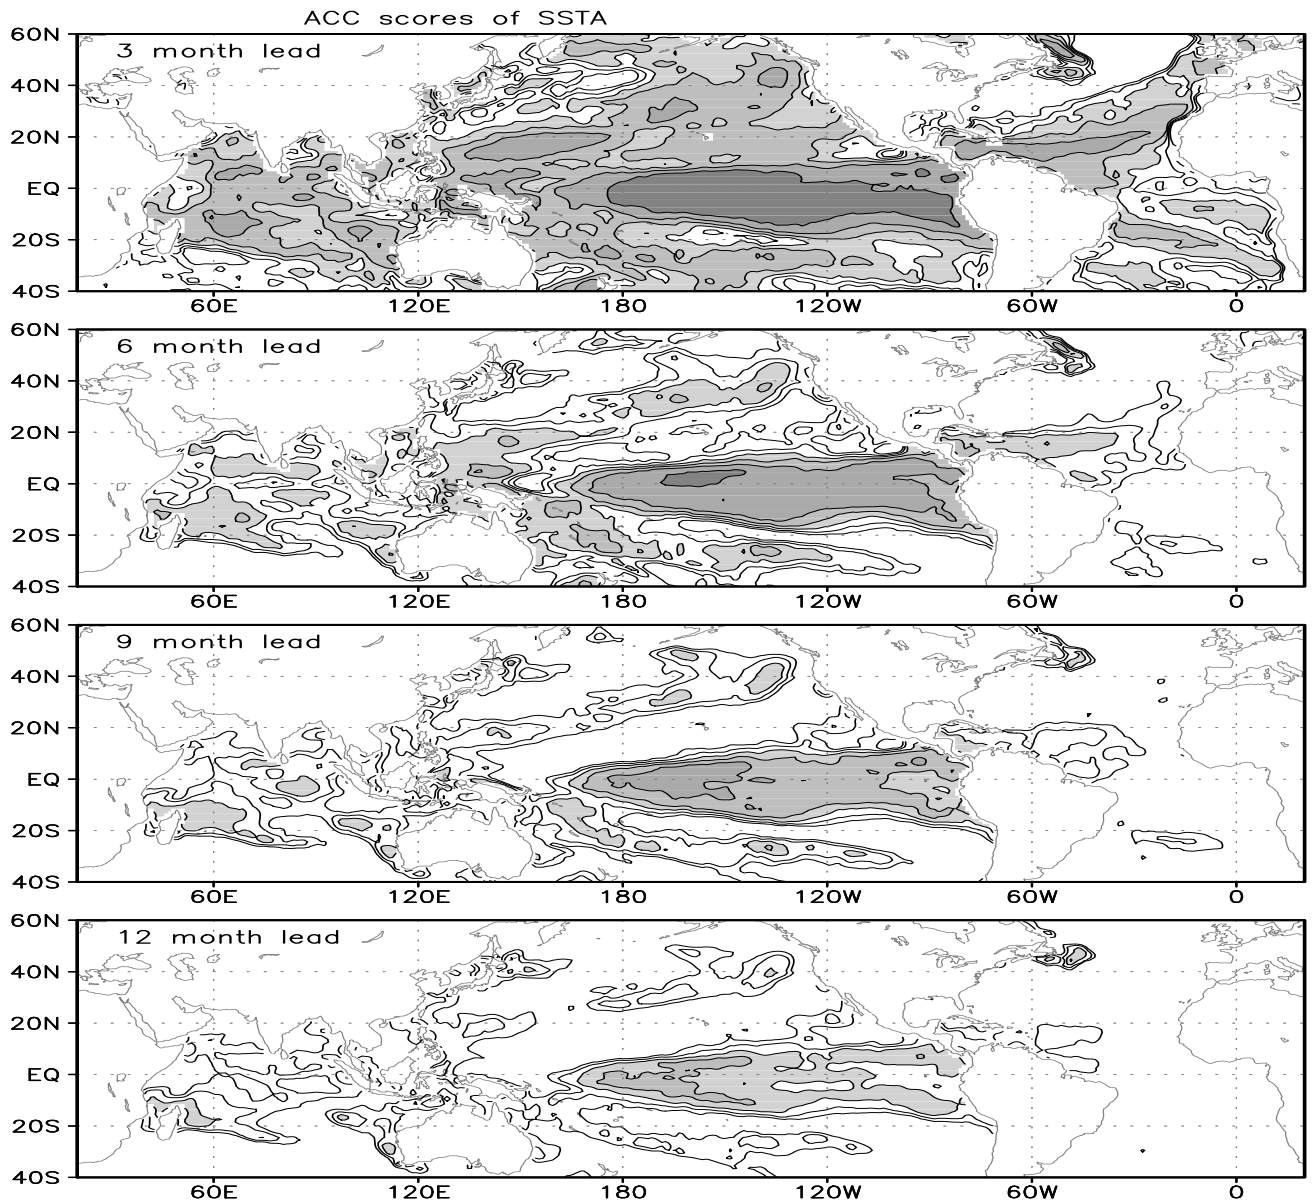 ACC scores of SSTA
60N
3 month lead
40N
20N
EQ
20S
40S
60E 120E 180 120W 60W 0
60N
6 month lead
40N
20N
EQ
20S
40S
60E 120E 180 120W 60W 0
60N
9 month lead
40N
20N
EQ
20S
40S
60E 120E 180 120W 60W 0
60N
12 month lead
40N
20N
EQ
20S
40S
60E 120E 180 120W 60W 0